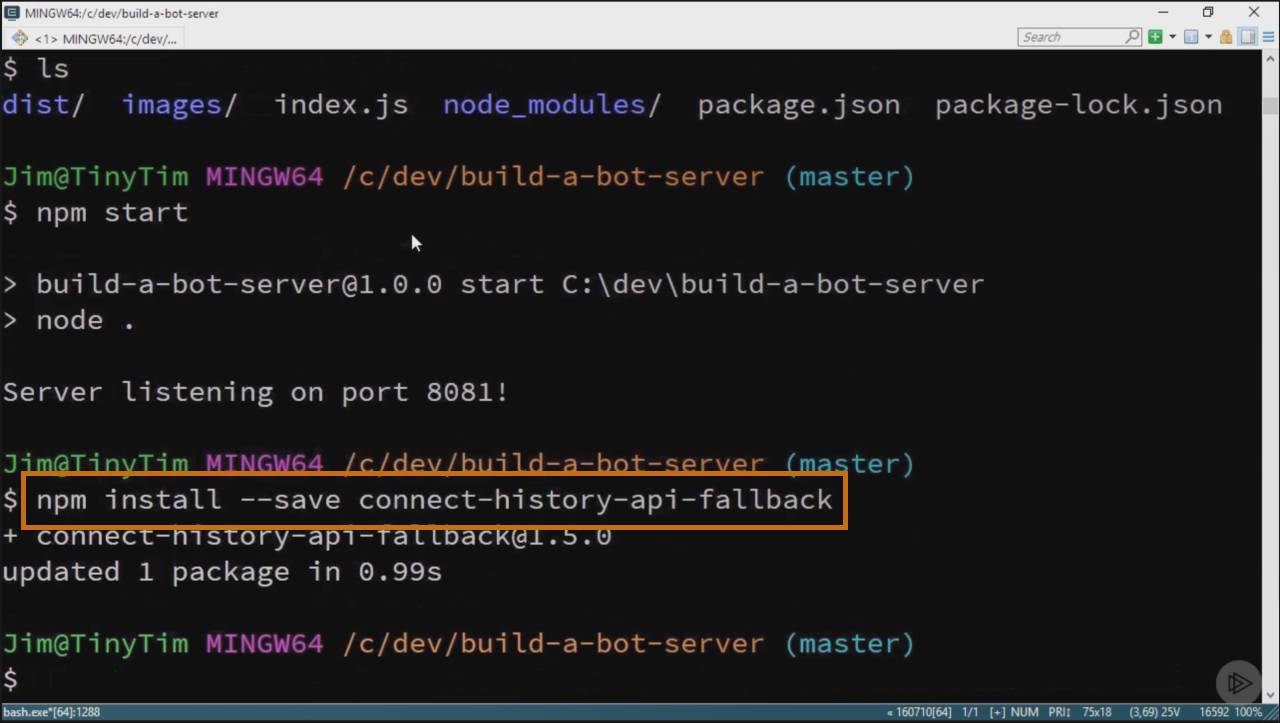 MINGW64:/c/dev/build-a-bot-server
<1> MINGW64:/c/dev/...
Search
$ ls
dist/ images/ index.js node_modules/ package.json package-lock.json
Jim@TinyTim MINGW64 /c/dev/build-a-bot-server (master)
$ npm start
> build-a-bot-server@1.0.0 start C:\dev\build-a-bot-server
> node .
Server listening on port 8081!
Jim@TinyTim MINGW64 /c/dev/build-a-bot-server (master)
$ npm install --save connect-history-api-fallback
+ connect-history-api-fallback@1.5.0
updated 1 package in 0.99s
Jim@TinyTim MINGW64 /c/dev/build-a-bot-server (master)
$
bash.exe*[64]:1288 « 160710[64] 1/1 [+] NUM PRI↕ 75x18 (3,69) 25V 16592 100%